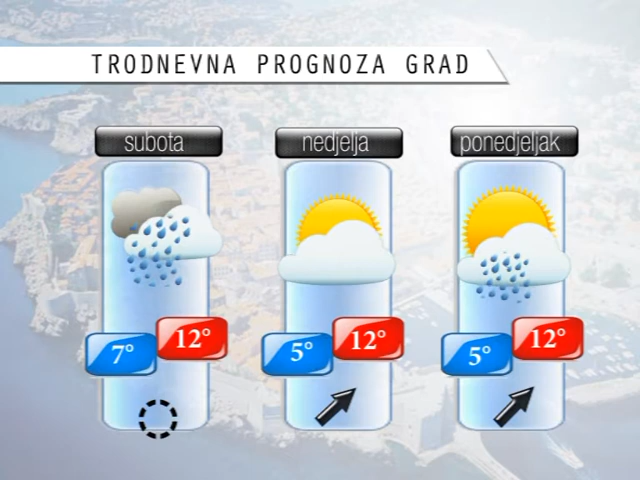 TRODNEVNA PROGNOZA GRAD
subota nedjelja ponedjeljak
7° 12° 5° 12° 5° 12°